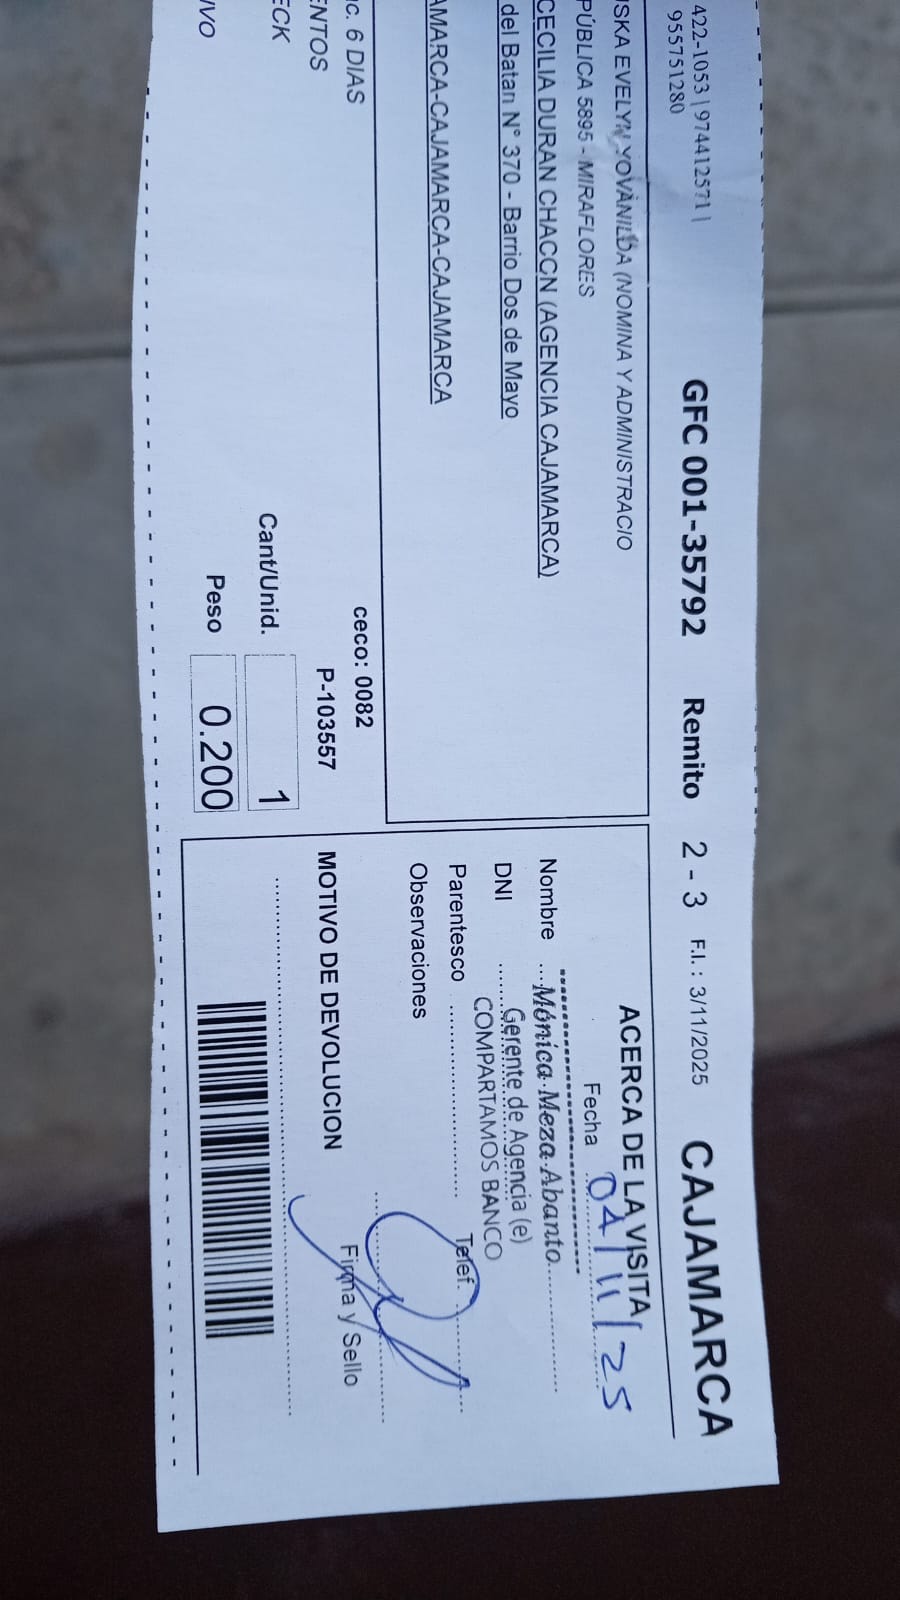 422-1053 | 974412571 |
955751280
GFC 001-35792 Remito 2 - 3 F.I. : 3/11/2025 CAJAMARCA
ISKA EVELYN YOVANILDA (NOMINA Y ADMINISTRACIO
PÚBLICA 5895 - MIRAFLORES
CECILIA DURAN CHACON (AGENCIA CAJAMARCA)
del Batan N° 370 - Barrio Dos de Mayo
AMARCA-CAJAMARCA-CAJAMARCA
c. 6 DIAS
ceco: 0082
ENTOS
P-103557
ECK
Cant/Unid. 1
IVO
Peso 0.200
ACERCA DE LA VISITA
Fecha 04/11/25
Nombre Mónica Meza Abanto
DNI Gerente de Agencia (e)
COMPARTAMOS BANCO
Parentesco Telef.
Observaciones
Firma y Sello
MOTIVO DE DEVOLUCION